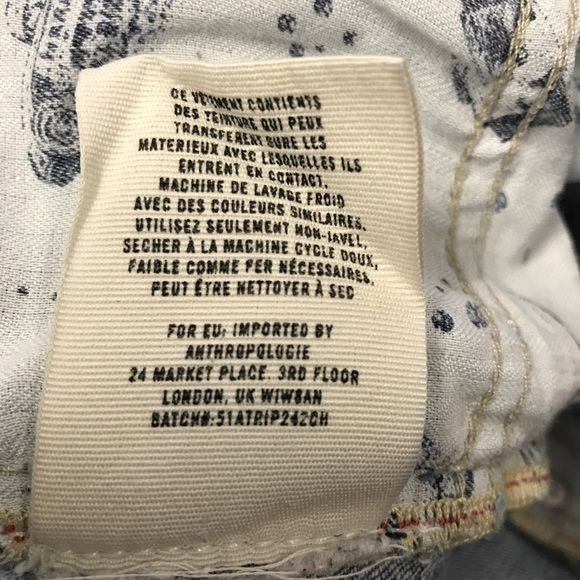 CE VETEMENT CONTIENTS
DES TEINTURE QUI PEUX
TRANSFERENT SURE LES
MATERIEUX AVEC LESQUELLES ILS
ENTRENT EN CONTACT.
MACHINE DE LAVAGE FROID
AVEC DES COULEURS SIMILAIRES.
UTILISEZ SEULEMENT NON-JAVEL.
SECHER À LA MACHINE CYCLE DOUX,
FAIBLE COMME FER NÉCESSAIRES.
PEUT ÊTRE NETTOYER À SEC
FOR EU: IMPORTED BY
ANTHROPOLOGIE
24 MARKET PLACE. 3RD FLOOR
LONDON, UK W1W8AN
BATCH#:51ATRIP242CH